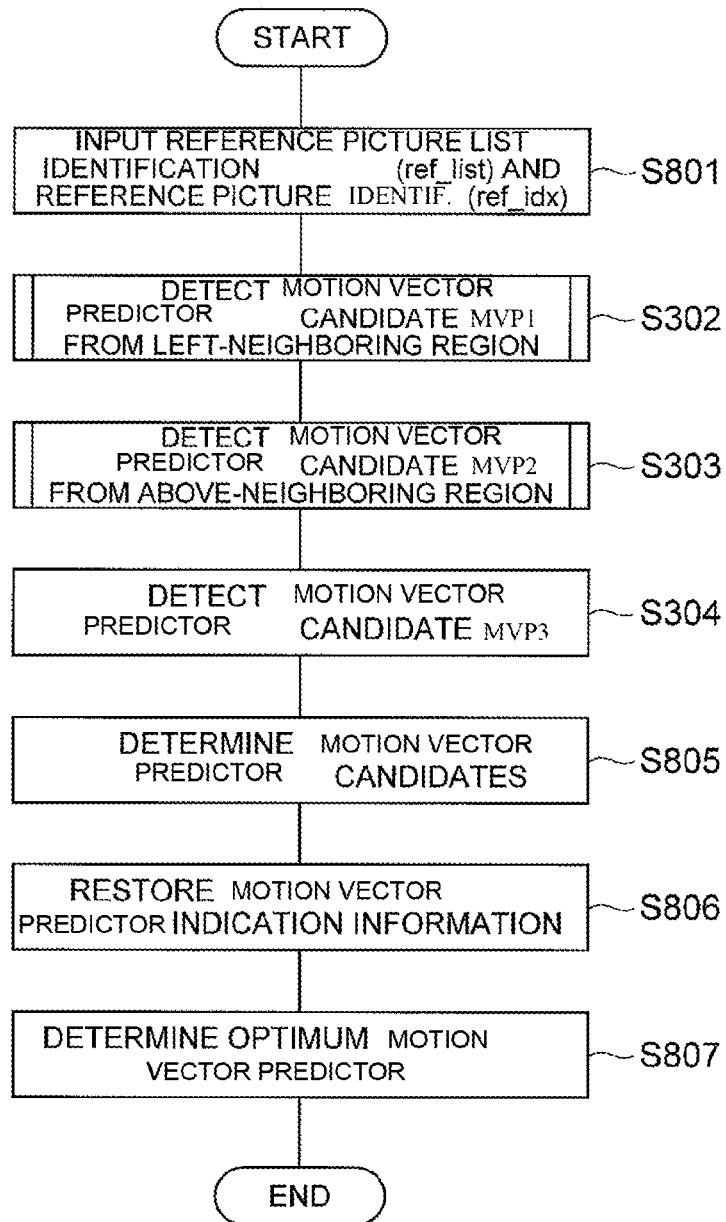 START
INPUT REFERENCE PICTURE LIST
IDENTIFICATION (ref_list) AND
REFERENCE PICTURE IDENTIF. (ref_idx)
S801
DETECT MOTION VECTOR
PREDICTOR CANDIDATE MVP1
FROM LEFT-NEIGHBORING REGION
S302
DETECT MOTION VECTOR
PREDICTOR CANDIDATE MVP2
FROM ABOVE-NEIGHBORING REGION
S303
DETECT MOTION VECTOR
PREDICTOR CANDIDATE MVP3
S304
DETERMINE MOTION VECTOR
PREDICTOR CANDIDATES
S805
RESTORE MOTION VECTOR
PREDICTOR INDICATION INFORMATION
S806
DETERMINE OPTIMUM MOTION
VECTOR PREDICTOR
S807
END